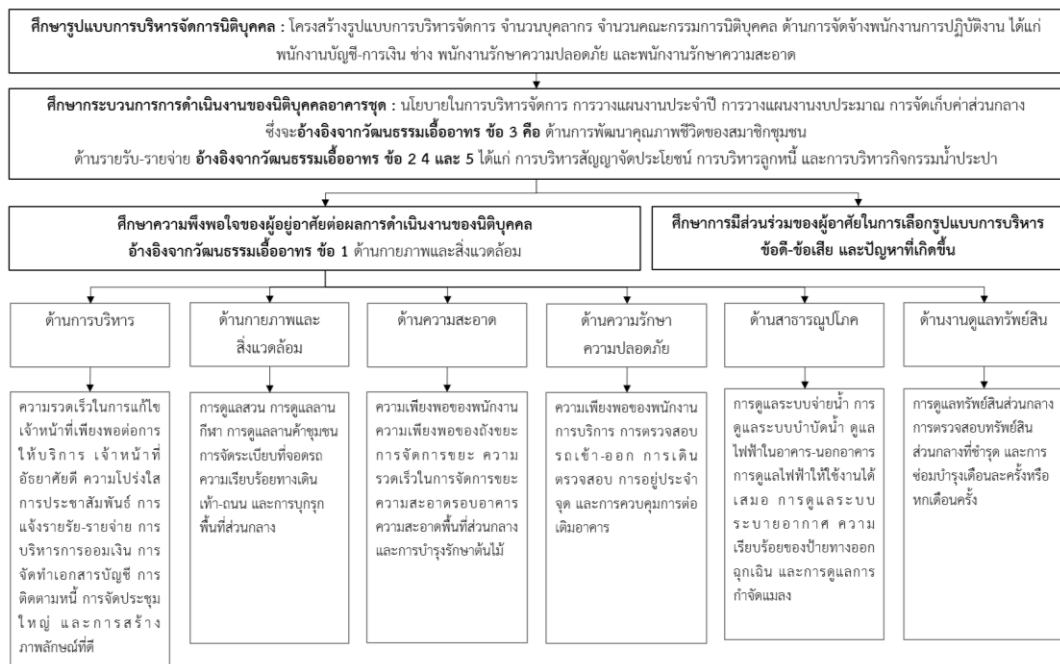 ศึกษารูปแบบการบริหารจัดการนิติบุคคล : โครงสร้างรูปแบบการบริหารจัดการ จำนวนบุคลากร จำนวนคณะกรรมการนิติบุคคล ด้านการจัดจ้างพนักงานการปฏิบัติงาน ได้แก่
พนักงานบัญชี-การเงิน ช่าง พนักงานรักษาความปลอดภัย และพนักงานรักษาความสะอาด
ศึกษากระบวนการการดำเนินงานของนิติบุคคลอาคารชุด : นโยบายในการบริหารจัดการ การวางแผนงานประจำปี การวางแผนงานงบประมาณ การจัดเก็บค่าส่วนกลาง
ซึ่งจะอ้างอิงจากวัฒนธรรมเอื้ออาทร ข้อ 3 คือ ด้านการพัฒนาคุณภาพชีวิตของสมาชิกชุมชน
ด้านรายรับ-รายจ่าย อ้างอิงจากวัฒนธรรมเอื้ออาทร ข้อ 2 4 และ 5 ได้แก่ การบริหารสัญญาจัดประโยชน์ การบริหารลูกหนี้ และการบริหารกิจกรรมน้ำประปา
ศึกษาความพึงพอใจของผู้อยู่อาศัยต่อผลการดำเนินงานของนิติบุคคล
อ้างอิงจากวัฒนธรรมเอื้ออาทร ข้อ 1 ด้านกายภาพและสิ่งแวดล้อม
ศึกษาการมีส่วนร่วมของผู้อาศัยในการเลือกรูปแบบการบริหาร
ข้อดี-ข้อเสีย และปัญหาที่เกิดขึ้น
ด้านการบริหาร
ด้านกายภาพและ
สิ่งแวดล้อม
ด้านความสะอาด
ด้านความรักษา
ความปลอดภัย
ด้านสาธารณูปโภค
ด้านงานดูแลทรัพย์สิน
ความรวดเร็วในการแก้ไข
เจ้าหน้าที่เพียงพอต่อการ
ให้บริการ เจ้าหน้าที่
อัธยาศัยดี ความโปร่งใส
การประชาสัมพันธ์ การ
แจ้งรายรัย-รายจ่าย การ
บริหารการออมเงิน การ
จัดทำเอกสารบัญชี การ
ติดตามหนี้ การจัดประชุม
ใหญ่ และการสร้าง
ภาพลักษณ์ที่ดี
การดูแลสวน การดูแลลาน
กีฬา การดูแลลานค้าชุมชน
การจัดระเบียบที่จอดรถ
ความเรียบร้อยทางเดิน
เท้า-ถนน และการบุกรุก
พื้นที่ส่วนกลาง
ความเพียงพอของพนักงาน
ความเพียงพอของถังขยะ
การจัดการขยะ ความ
รวดเร็วในการจัดการขยะ
ความสะอาดรอบอาคาร
ความสะอาดพื้นที่ส่วนกลาง
และการบำรุงรักษาต้นไม้
ความเพียงพอของพนักงาน
การบริการ การตรวจสอบ
รถเข้า-ออก การเดิน
ตรวจสอบ การอยู่ประจำ
จุด และการควบคุมการต่อ
เติมอาคาร
การดูแลระบบจ่ายน้ำ การ
ดูแลระบบบำบัดน้ำ ดูแล
ไฟฟ้าในอาคาร-นอกอาคาร
การดูแลไฟฟ้าให้ใช้งานได้
เสมอ การดูแลระบบ
ระบายอากาศ ความ
เรียบร้อยของป้ายทางออก
ฉุกเฉิน และการดูแลการ
กำจัดแมลง
การดูแลทรัพย์สินส่วนกลาง
การตรวจสอบทรัพย์สิน
ส่วนกลางที่ชำรุด และการ
ซ่อมบำรุงเดือนละครั้งหรือ
หกเดือนครั้ง